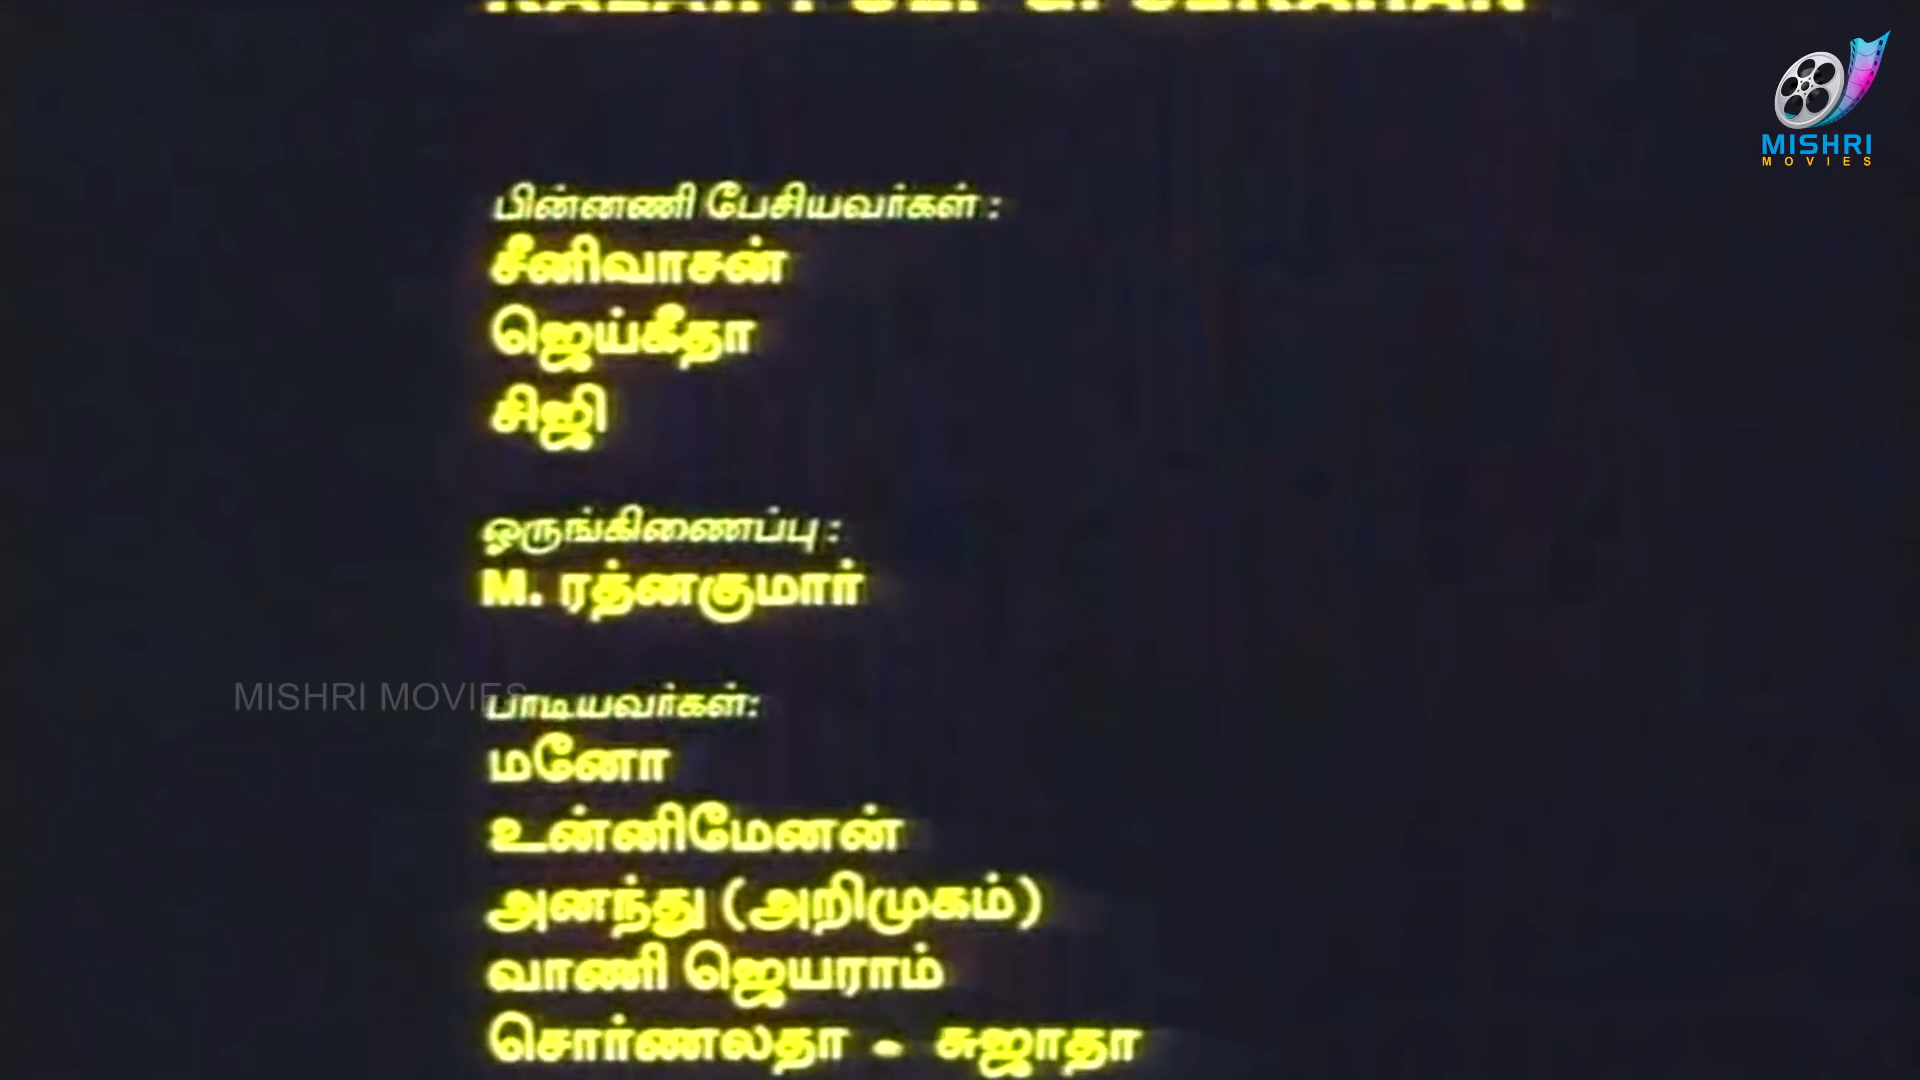 MISHRI
MOVIES
பின்னணி பேசியவர்கள் :
சீனிவாசன்
ஜெய்கீதா
சிஜி
ஒருங்கிணைப்பு :
M. ரத்னகுமார்
MISHRI MOVIES
பாடியவர்கள்:
மனோ
உன்னிமேனன்
அனந்து (அறிமுகம்)
வாணி ஜெயராம்
சொர்ணலதா - சுஜாதா